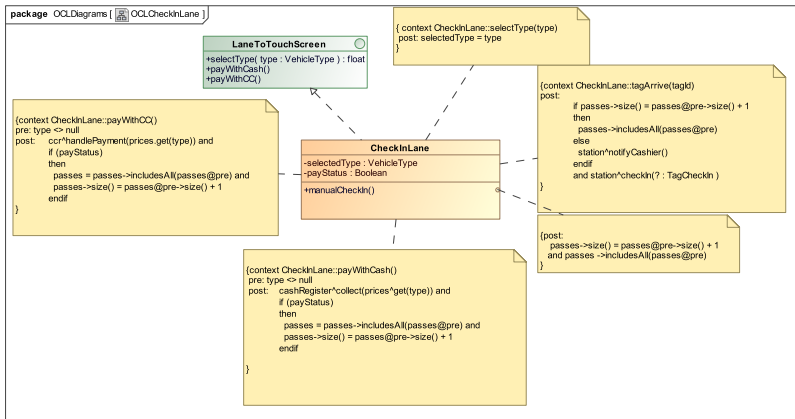 package OCLDiagrams [ OCLCheckInLane ]
{ context CheckInLane::selectType(type)
post: selectedType = type
}
LaneToTouchScreen
+selectType( type : VehicleType ) : float
+payWithCash()
+payWithCC()
{context CheckInLane::tagArrive(tagId)
post:
if passes->size() = passes@pre->size() + 1
then
passes->includesAll(passes@pre)
else
station^notifyCashier()
endif
and station^checkIn(? : TagCheckIn )
}
{context CheckInLane::payWithCC()
pre: type <> null
post: ccr^handlePayment(prices.get(type)) and
if (payStatus)
then
passes = passes->includesAll(passes@pre) and
passes->size() = passes@pre->size() + 1
endif
}
CheckInLane
-selectedType : VehicleType
-payStatus : Boolean
+manualCheckIn()
{post:
passes->size() = passes@pre->size() + 1
and passes ->includesAll(passes@pre)
}
{context CheckInLane::payWithCash()
pre: type <> null
post: cashRegister^collect(prices^get(type)) and
if (payStatus)
then
passes = passes->includesAll(passes@pre) and
passes->size() = passes@pre->size() + 1
endif
}